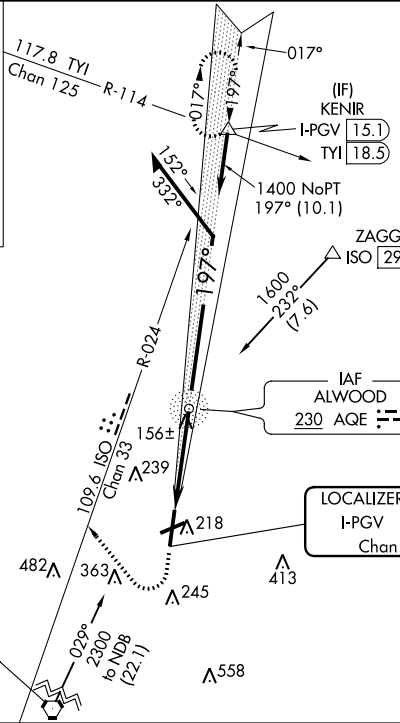 117.8 TYI
Chan 125
R-114
017°
017°
197°
(IF)
KENIR
I-PGV 15.1
TYI 18.5
152°
332°
1400 NoPT
197° (10.1)
197°
ZAGG
ISO 29
1600
232°
(7.6)
R-024
109.6 ISO
Chan 33
IAF
ALWOOD
230 AQE
156±
239
218
LOCALIZER
I-PGV
Chan
482
363
245
413
029°
2300
to NDB
(22.1)
558